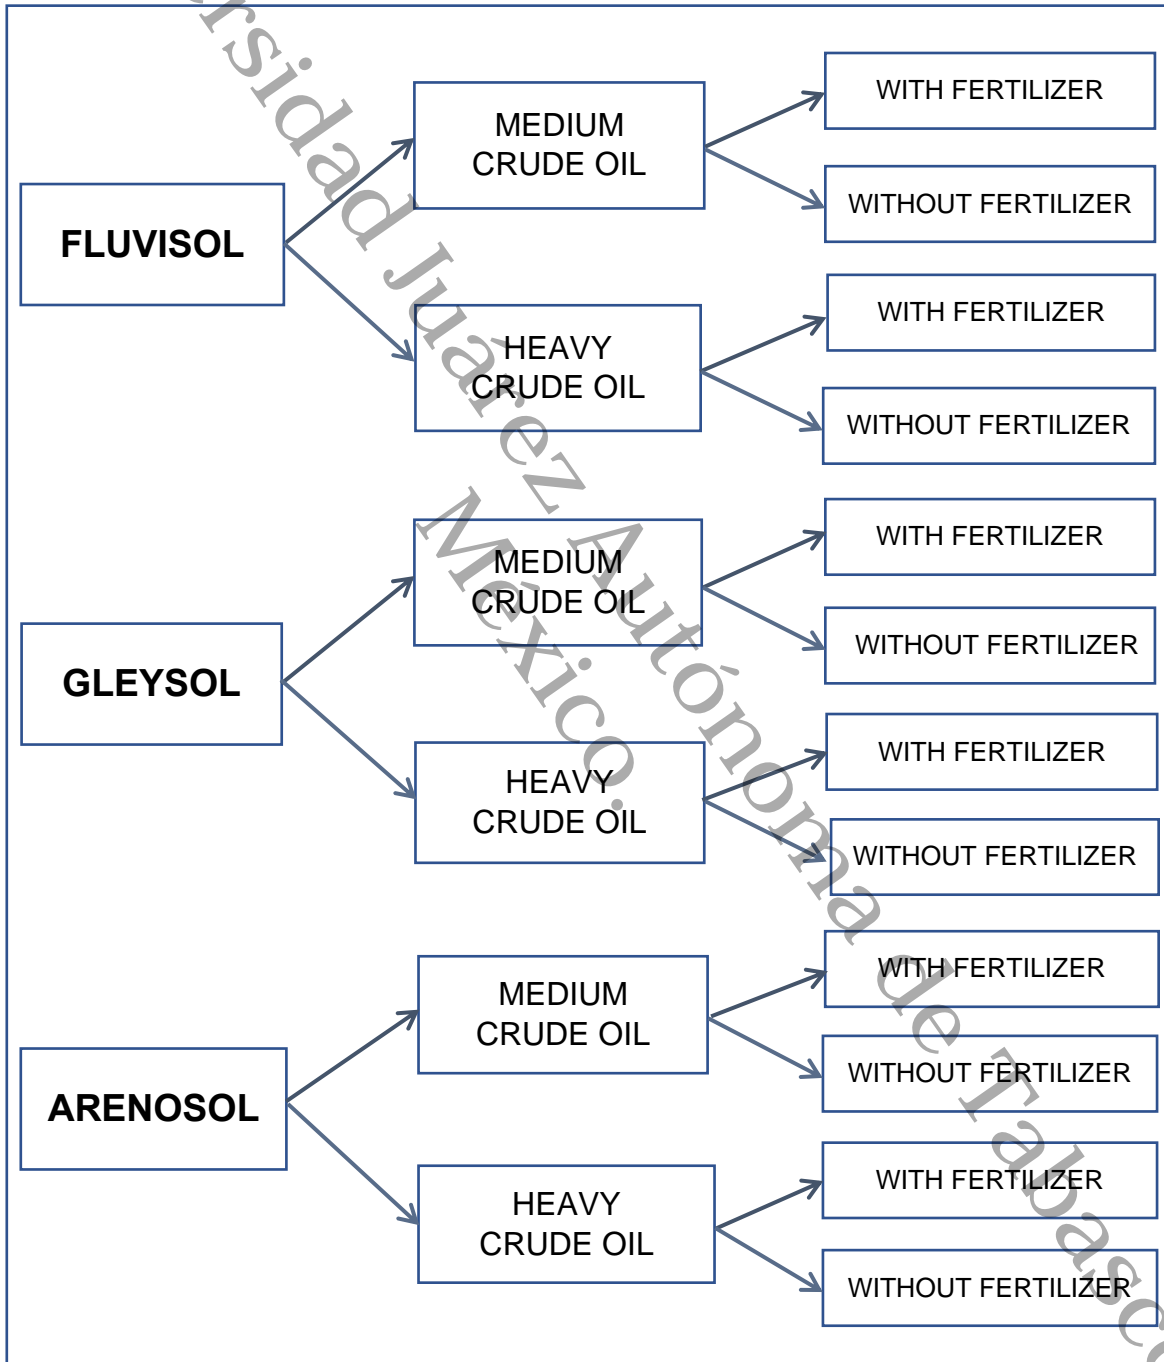 FLUVISOL
MEDIUM
CRUDE OIL
WITH FERTILIZER
WITHOUT FERTILIZER
HEAVY
CRUDE OIL
WITH FERTILIZER
WITHOUT FERTILIZER
GLEYSOL
MEDIUM
CRUDE OIL
WITH FERTILIZER
WITHOUT FERTILIZER
HEAVY
CRUDE OIL
WITH FERTILIZER
WITHOUT FERTILIZER
ARENOSOL
MEDIUM
CRUDE OIL
WITH FERTILIZER
WITHOUT FERTILIZER
HEAVY
CRUDE OIL
WITH FERTILIZER
WITHOUT FERTILIZER
Juárez Autónoma de
México.